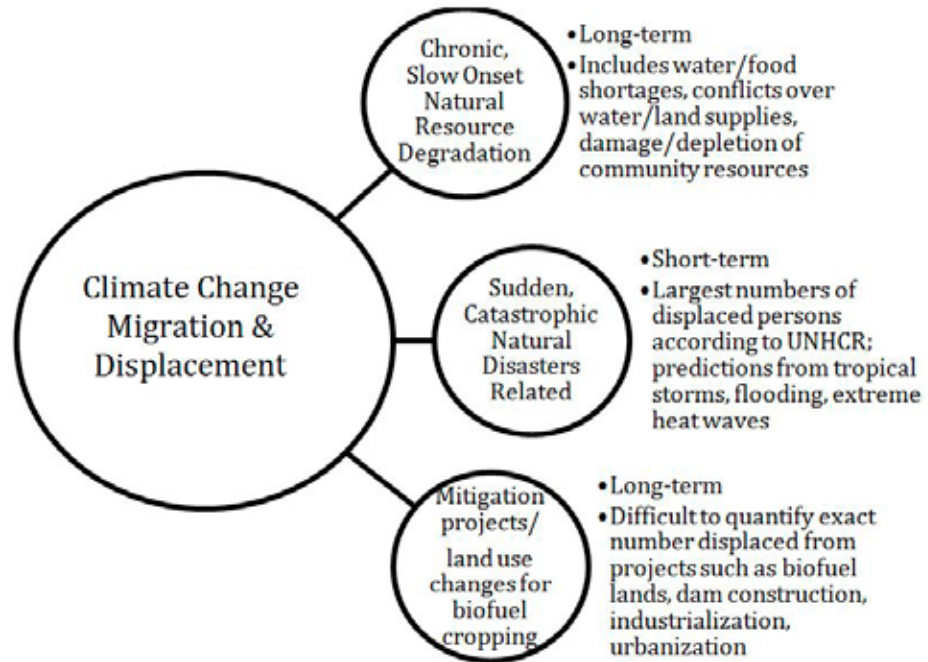 Climate Change
Migration &
Displacement
Chronic,
Slow Onset
Natural
Resource
Degradation
•Long-term
•Includes water/food
shortages, conflicts over
water/land supplies,
damage/depletion of
community resources
Sudden,
Catastrophic
Natural
Disasters
Related
•Short-term
•Largest numbers of
displaced persons
according to UNHCR;
predictions from tropical
storms, flooding, extreme
heat waves
Mitigation
projects/
land use
changes for
biofuel
cropping
•Long-term
•Difficult to quantify exact
number displaced from
projects such as biofuel
lands, dam construction,
industrialization,
urbanization